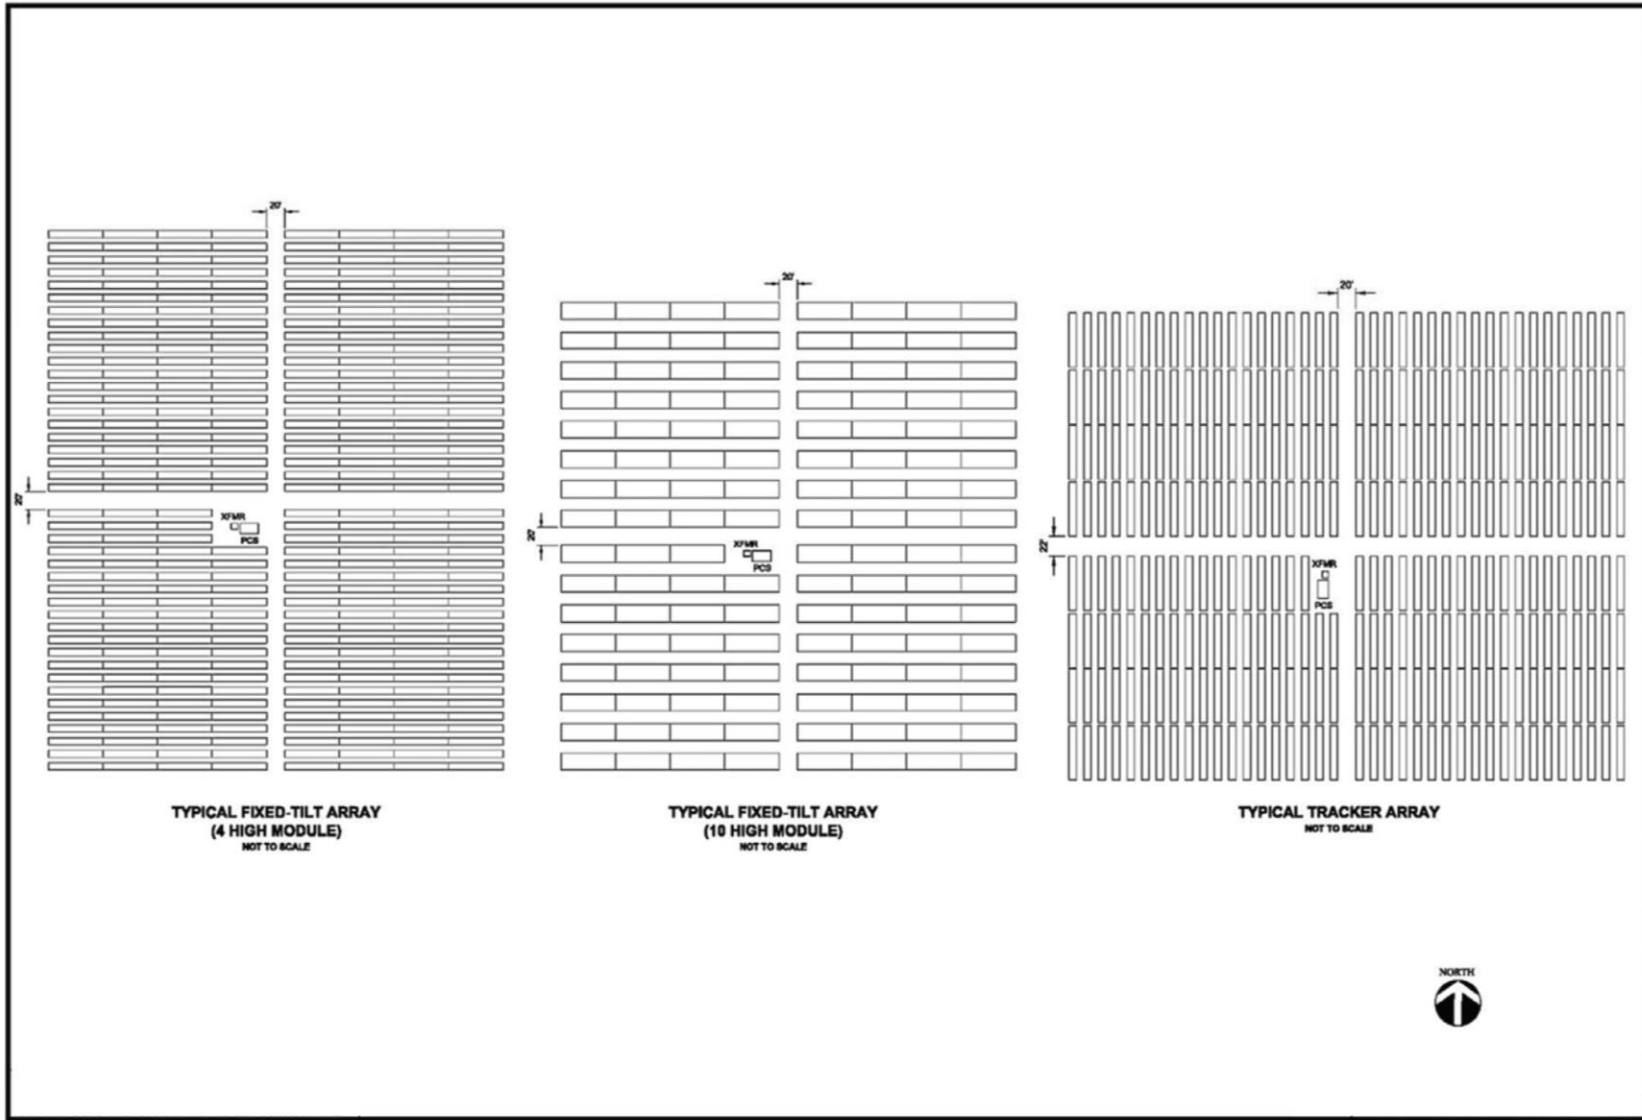 20'
20'
XFMR
PCS
TYPICAL FIXED-TILT ARRAY
(4 HIGH MODULE)
NOT TO SCALE
20'
20'
XFMR
PCS
TYPICAL FIXED-TILT ARRAY
(10 HIGH MODULE)
NOT TO SCALE
20'
22'
XFMR
PCS
TYPICAL TRACKER ARRAY
NOT TO SCALE
NORTH